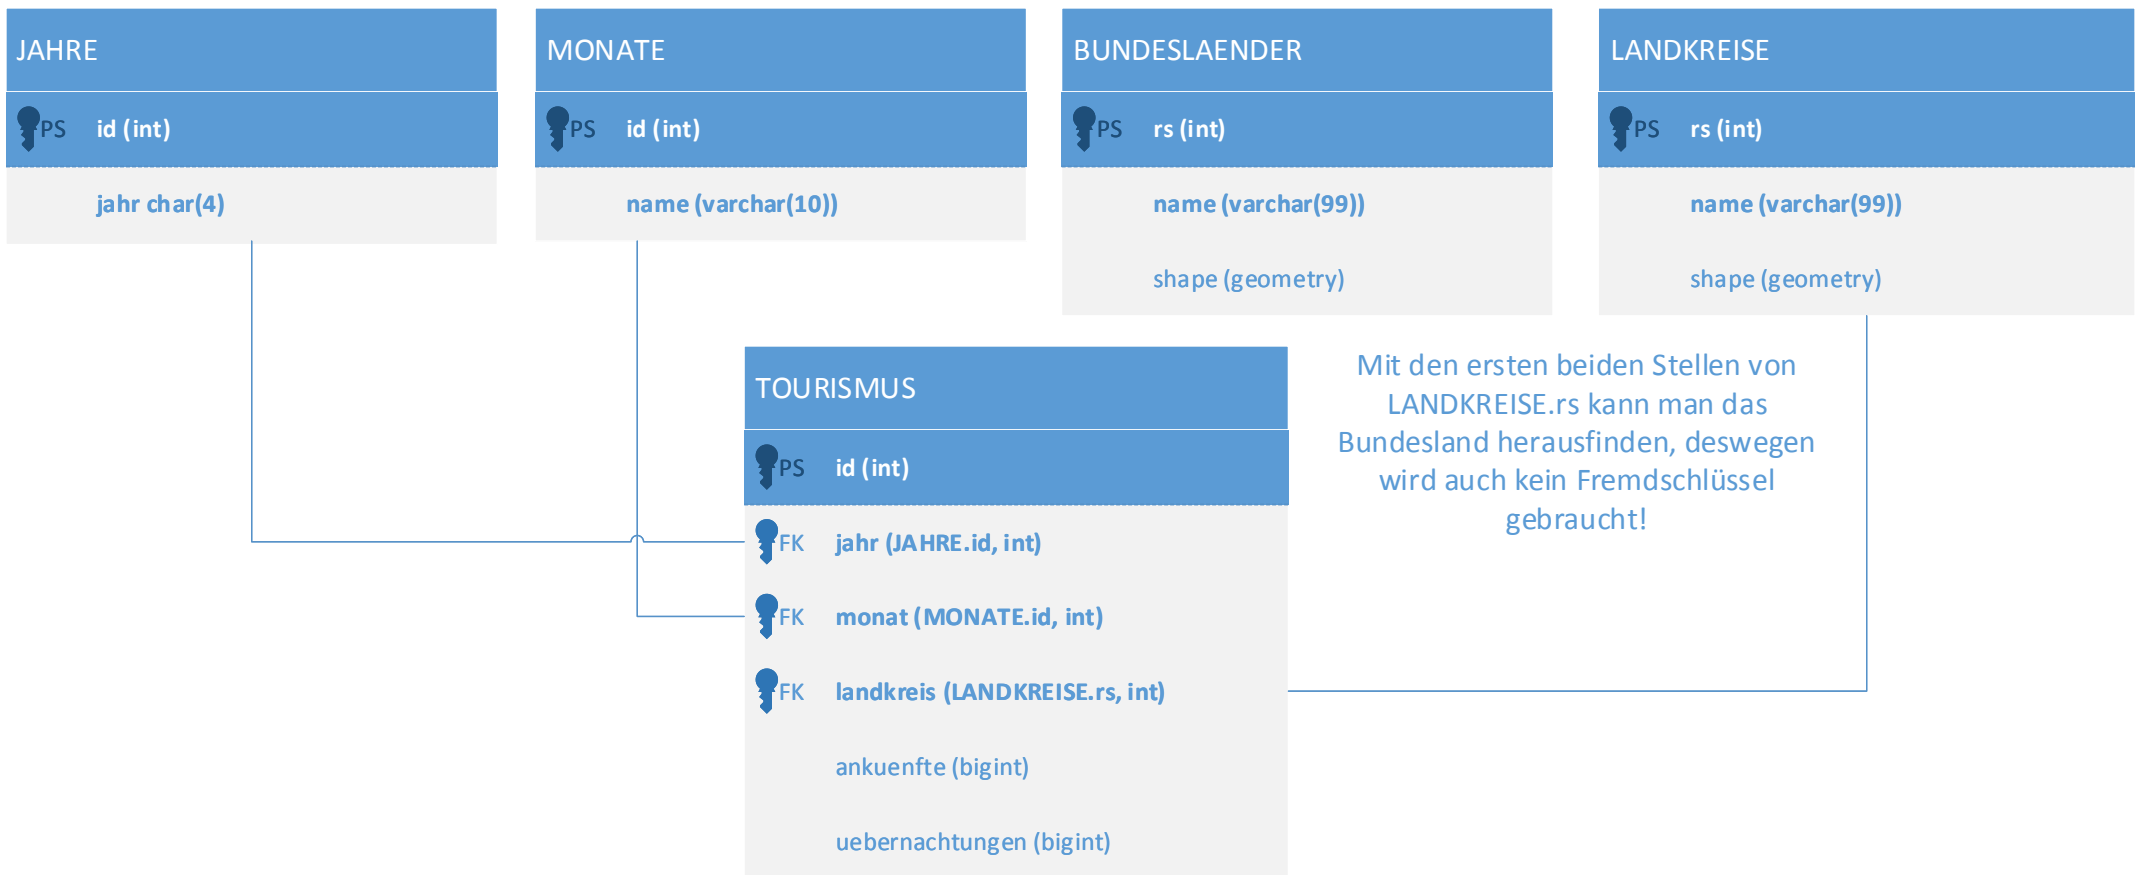 JAHRE
PS id (int)
jahr char(4)
MONATE
PS id (int)
name (varchar(10))
BUNDESLAENDER
PS rs (int)
name (varchar(99))
shape (geometry)
LANDKREISE
PS rs (int)
name (varchar(99))
shape (geometry)
Mit den ersten beiden Stellen von
LANDKREISE.rs kann man das
Bundesland herausfinden, deswegen
wird auch kein Fremdschlüssel
gebraucht!
TOURISMUS
PS id (int)
FK jahr (JAHRE.id, int)
FK monat (MONATE.id, int)
FK landkreis (LANDKREISE.rs, int)
ankuenfte (bigint)
uebernachtungen (bigint)